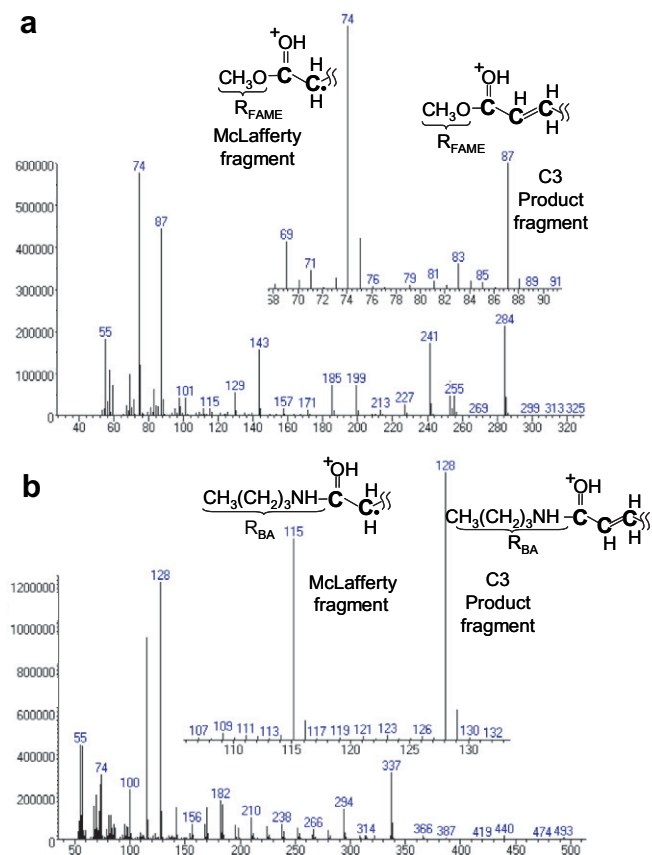 a
+
OH
CH3O C C
H
H
RFAME
McLafferty
fragment
74
+
OH
CH3O C C C
H H
H H
RFAME
C3
Product
fragment
87
69
71
76
79
81
83
85
89
91
68 70 72 74 76 78 80 82 84 86 88 90
600000
500000
400000
300000
200000
100000
0
74
87
55
101
115
129
143
157
171
185
199
213
227
241
255
269
284
299
313
325
40 60 80 100 120 140 160 180 200 220 240 260 280 300 320
b
+
OH
CH3(CH2)3NH C C
H
H
RBA
115
McLafferty
fragment
128
+
OH
CH3(CH2)3NH C C C
H
H H
RBA
C3
Product
fragment
107 109 111 113 117 119 121 123 126 130 132
110 115 120 125 130
1200000
1000000
800000
600000
400000
200000
0
128
55
74
100
156
182
210
238
266
294
314
337
366
387
419
440
474
493
50 100 150 200 250 300 350 400 450 500